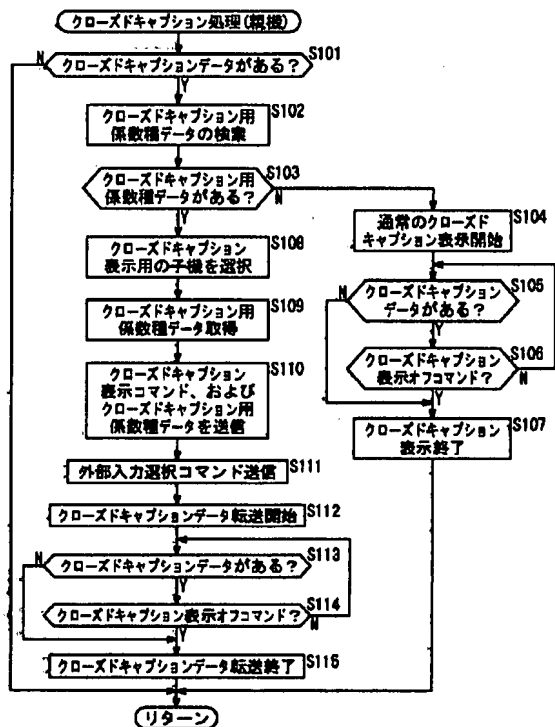 クローズドキャプション処理(親機)
S101
N
クローズドキャプションデータがある?
Y
S102
クローズドキャプション用
係数種データの検索
S103
クローズドキャプション用
係数種データがある?
N
Y
S104
通常のクローズド
キャプション表示開始
S108
クローズドキャプション
表示用の子機を選択
S105
N
クローズドキャプション
データがある?
Y
S109
クローズドキャプション用
係数種データ取得
S106
クローズドキャプション
表示オフコマンド?
N
Y
S110
クローズドキャプション
表示コマンド、および
クローズドキャプション用
係数種データを送信
S107
クローズドキャプション
表示終了
S111
外部入力選択コマンド送信
S112
クローズドキャプションデータ転送開始
S113
N
クローズドキャプションデータがある?
Y
S114
クローズドキャプション表示オフコマンド?
N
Y
S115
クローズドキャプションデータ転送終了
リターン